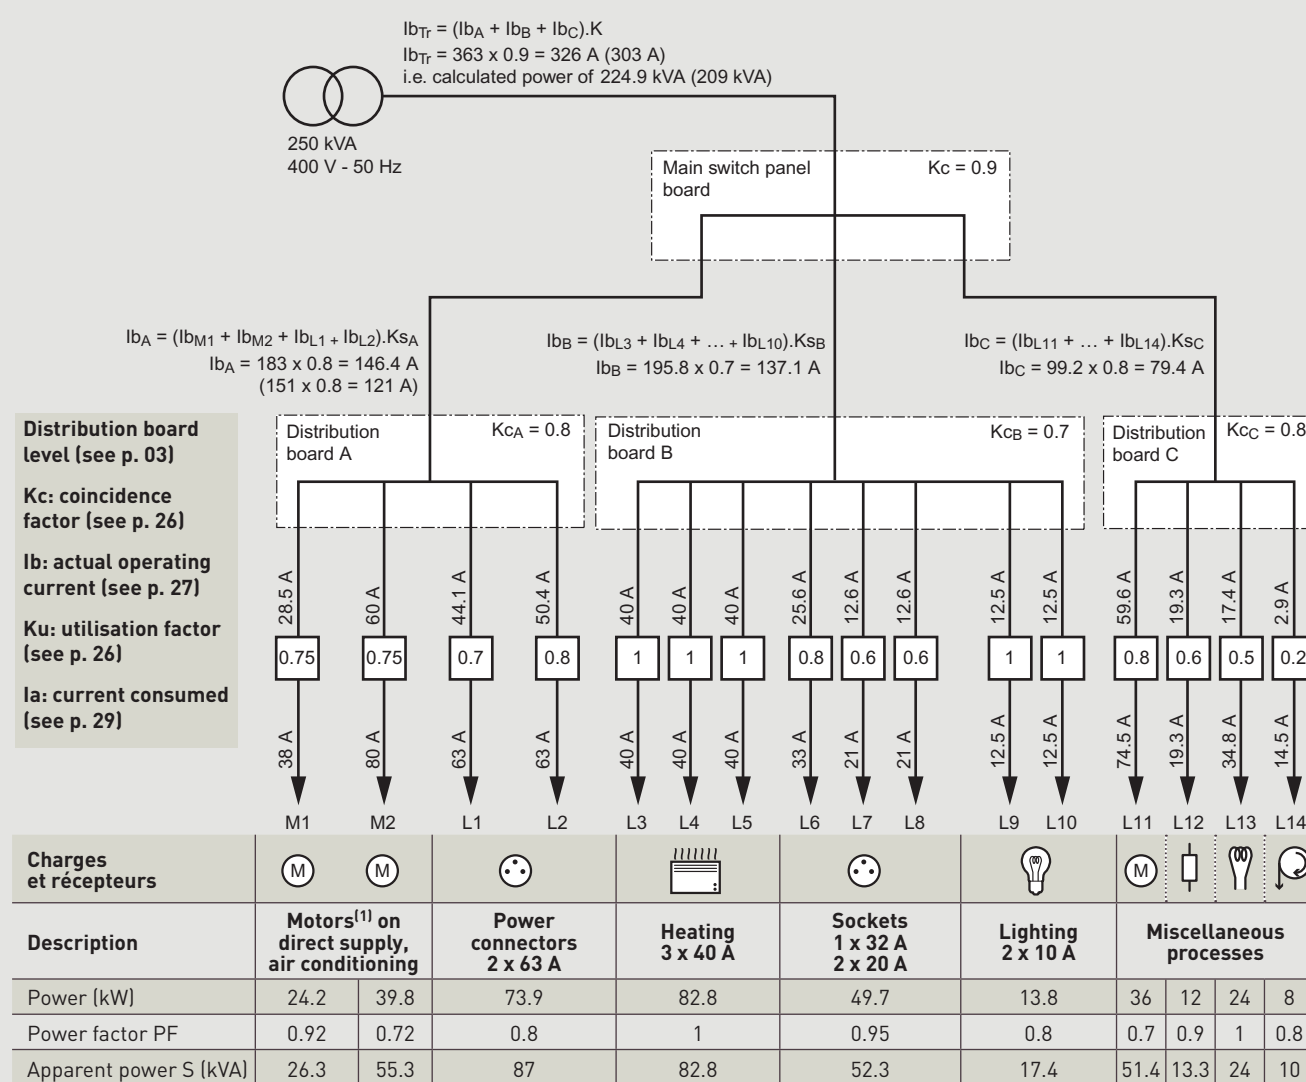 IbTr = (IbA + IbB + IbC).K
IbTr = 363 x 0.9 = 326 A (303 A)
i.e. calculated power of 224.9 kVA (209 kVA)
250 kVA
400 V - 50 Hz
Main switch panel board
Kc = 0.9
IbA = (IbM1 + IbM2 + IbL1 + IbL2).KsA
IbA = 183 x 0.8 = 146.4 A
(151 x 0.8 = 121 A)
IbB = (IbL3 + IbL4 + … + IbL10).KsB
IbB = 195.8 x 0.7 = 137.1 A
IbC = (IbL11 + … + IbL14).KsC
IbC = 99.2 x 0.8 = 79.4 A
Distribution board
level (see p. 03)
Kc: coincidence
factor (see p. 26)
Ib: actual operating
current (see p. 27)
Ku: utilisation factor
(see p. 26)
Ia: current consumed
(see p. 29)
Distribution
board A
KcA = 0.8
Distribution
board B
KcB = 0.7
Distribution
board C
KcC = 0.8
28.5 A 60 A 44.1 A 50.4 A 40 A 40 A 40 A 25.6 A 12.6 A 12.6 A 12.5 A 12.5 A 59.6 A 19.3 A 17.4 A 2.9 A
0.75 0.75 0.7 0.8 1 1 1 0.8 0.6 0.6 1 1 0.8 0.6 0.5 0.2
38 A 80 A 63 A 63 A 40 A 40 A 40 A 33 A 21 A 21 A 12.5 A 12.5 A 74.5 A 19.3 A 34.8 A 14.5 A
M1 M2 L1 L2 L3 L4 L5 L6 L7 L8 L9 L10 L11 L12 L13 L14
Charges
et récepteurs
M M M
Description
Motors(1) on
direct supply,
air conditioning
Power
connectors
2 x 63 A
Heating
3 x 40 A
Sockets
1 x 32 A
2 x 20 A
Lighting
2 x 10 A
Miscellaneous
processes
Power (kW) 24.2 39.8 73.9 82.8 49.7 13.8 36 12 24 8
Power factor PF 0.92 0.72 0.8 1 0.95 0.8 0.7 0.9 1 0.8
Apparent power S (kVA) 26.3 55.3 87 82.8 52.3 17.4 51.4 13.3 24 10